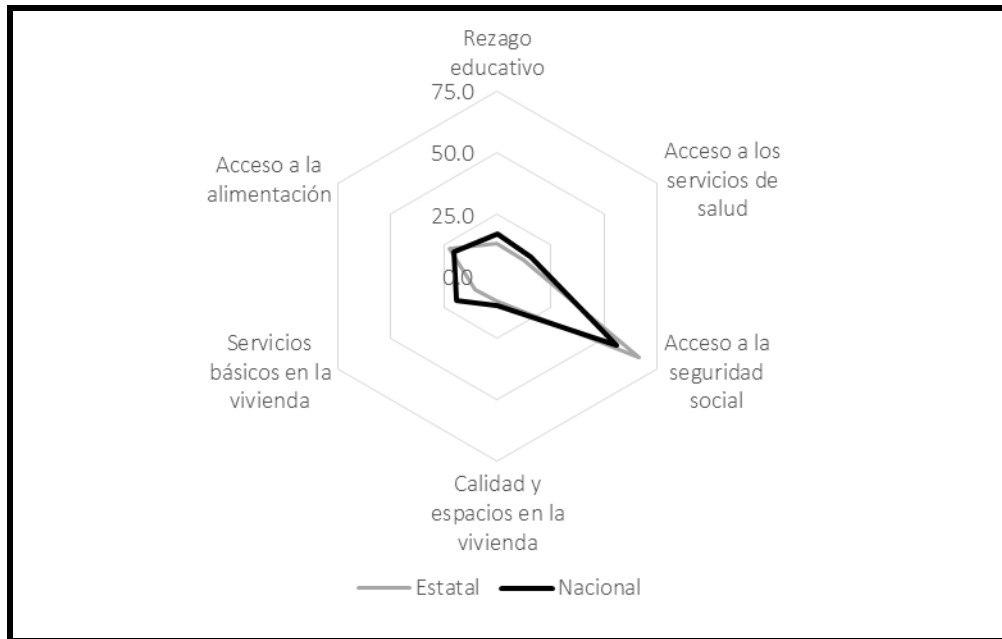 Rezago
educativo
75.0
50.0
25.0
0.0
Acceso a los
servicios de
salud
Acceso a la
seguridad
social
Calidad y
espacios en la
vivienda
Servicios
básicos en la
vivienda
Acceso a la
alimentación
Estatal
Nacional